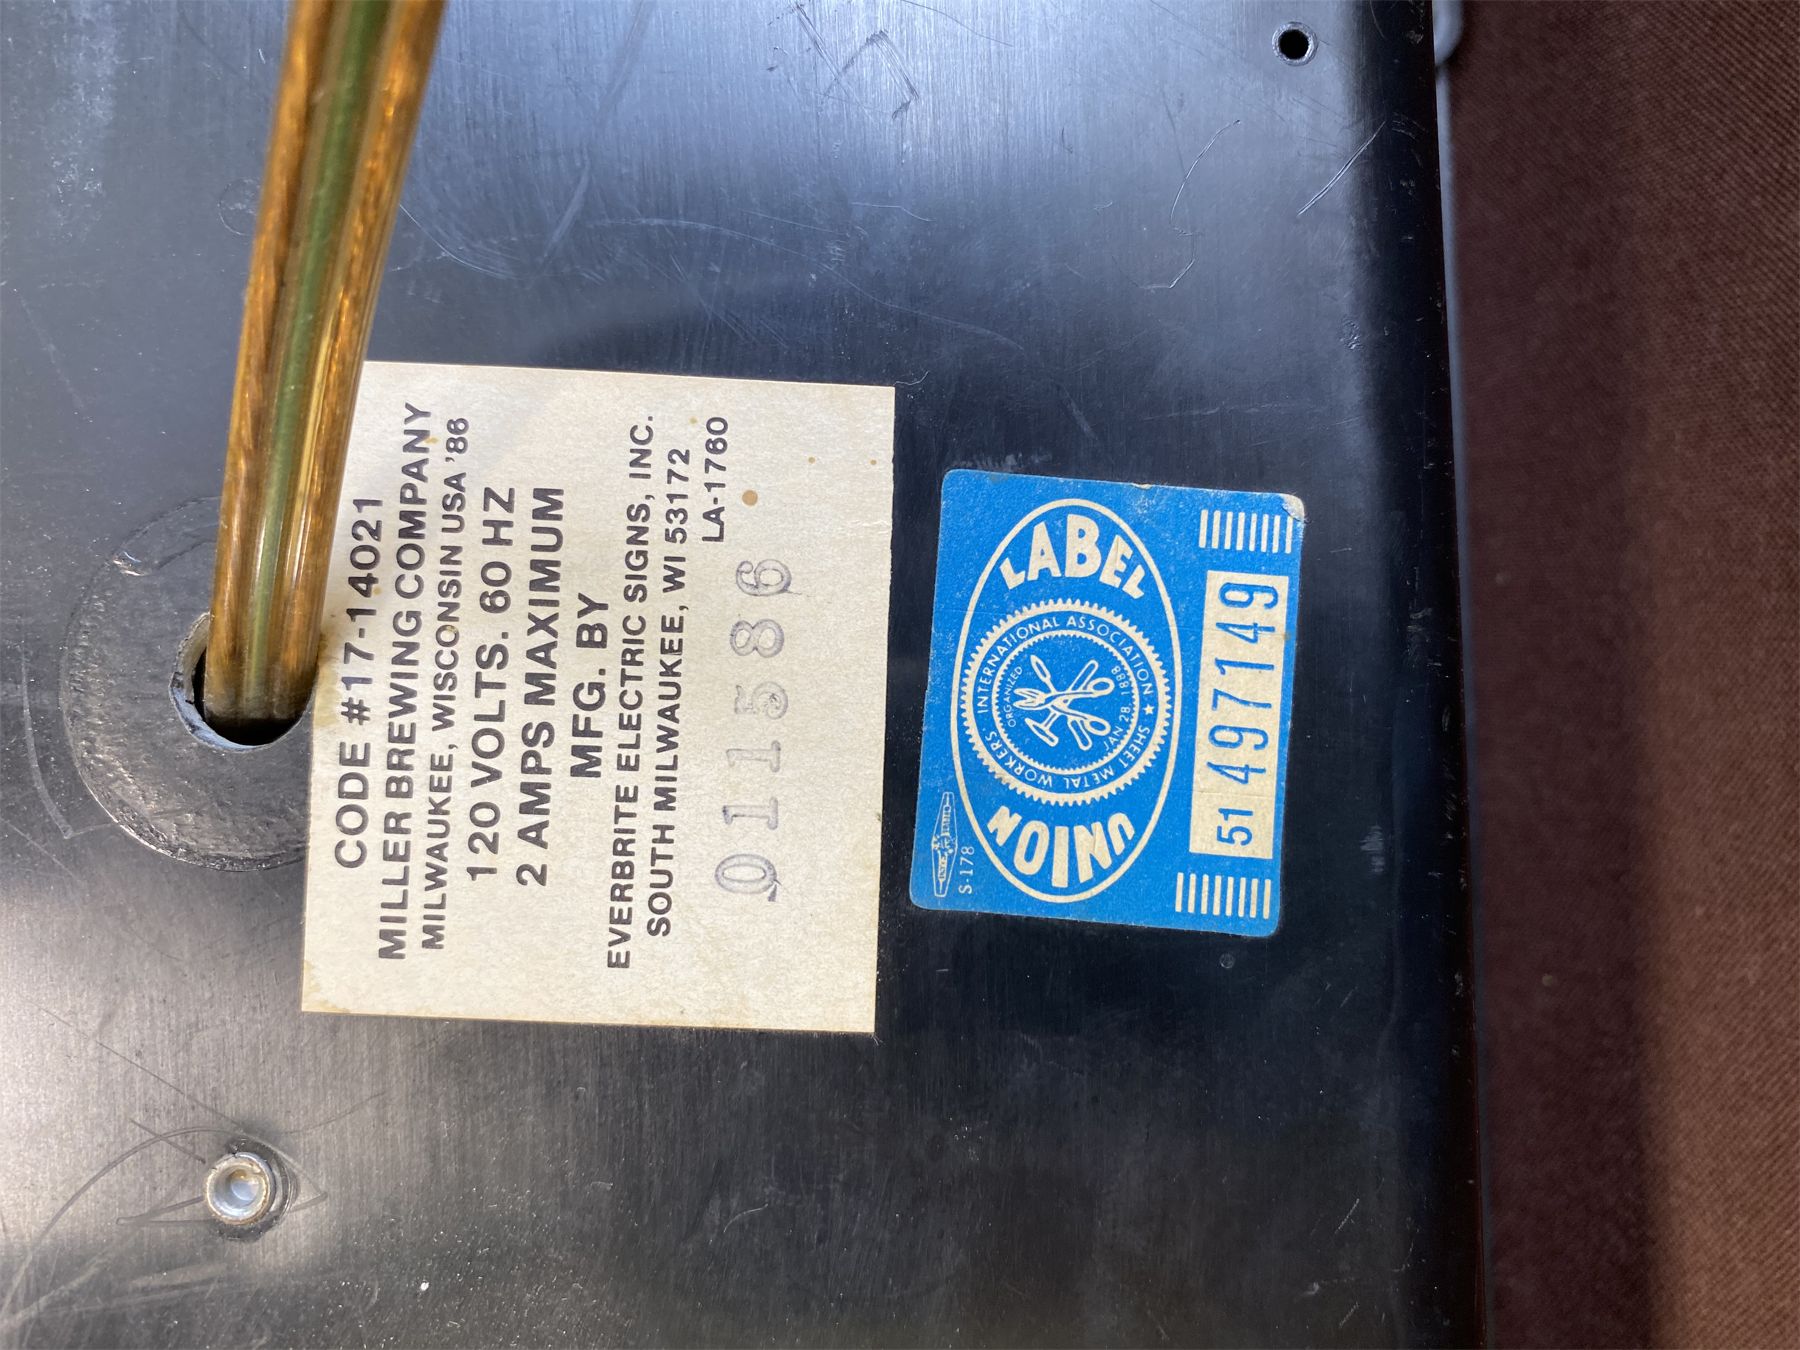 CODE #17-14021
MILLER BREWING COMPANY
MILWAUKEE, WISCONSIN USA '86
120 VOLTS. 60 HZ
2 AMPS MAXIMUM
MFG. BY
EVERBRITE ELECTRIC SIGNS, INC.
SOUTH MILWAUKEE, WI 53172
LA-1760
011586
S-178
UNION LABEL
SHEET METAL WORKERS INTERNATIONAL ASSOCIATION ★
ORGANIZED JAN 28, 1888
51 497149